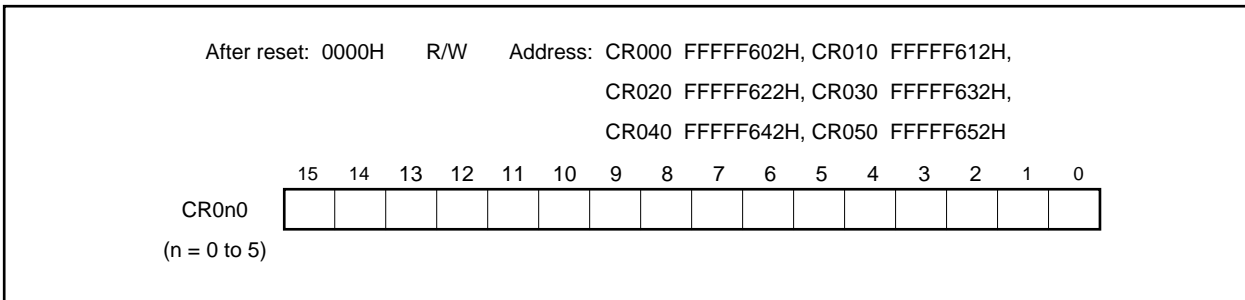 After reset: 0000H R/W Address: CR000 FFFFF602H, CR010 FFFFF612H,
CR020 FFFFF622H, CR030 FFFFF632H,
CR040 FFFFF642H, CR050 FFFFF652H
15 14 13 12 11 10 9 8 7 6 5 4 3 2 1 0
CR0n0
(n = 0 to 5)